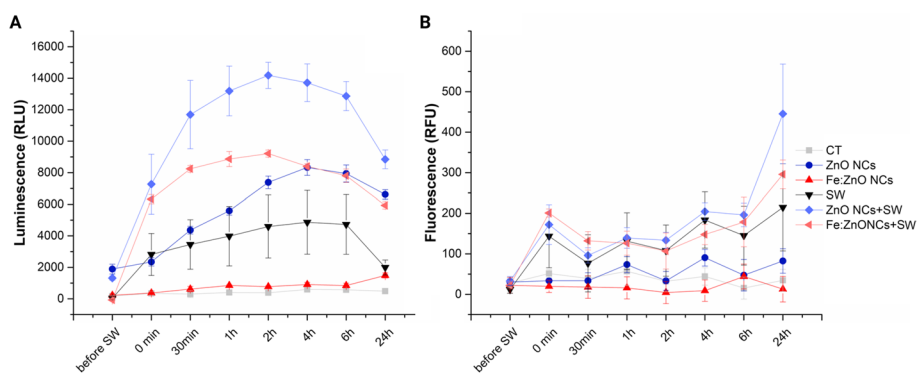 A
Luminescence (RLU)
16000
14000
12000
10000
8000
6000
4000
2000
0
before SW
0 min
30min
1h
2h
4h
6h
24h
B
Fluorescence (RFU)
600
500
400
300
200
100
0
before SW
0 min
30min
1h
2h
4h
6h
24h
CT
ZnO NCs
Fe:ZnO NCs
SW
ZnO NCs+SW
Fe:ZnONCs+SW